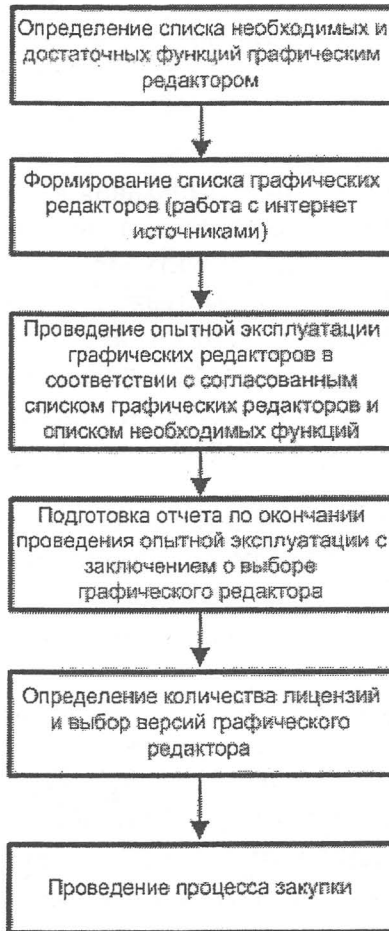 Определение списка необходимых и
достаточных функций графическим
редактором
Формирование списка графических
редакторов (работа с интернет
источниками)
Проведение опытной эксплуатации
графических редакторов в
соответствии с согласованным
списком графических редакторов и
списком необходимых функций
Подготовка отчета по окончании
проведения опытной эксплуатации с
заключением о выборе
графического редактора
Определение количества лицензий
и выбор версий графического
редактора
Проведение процесса закупки